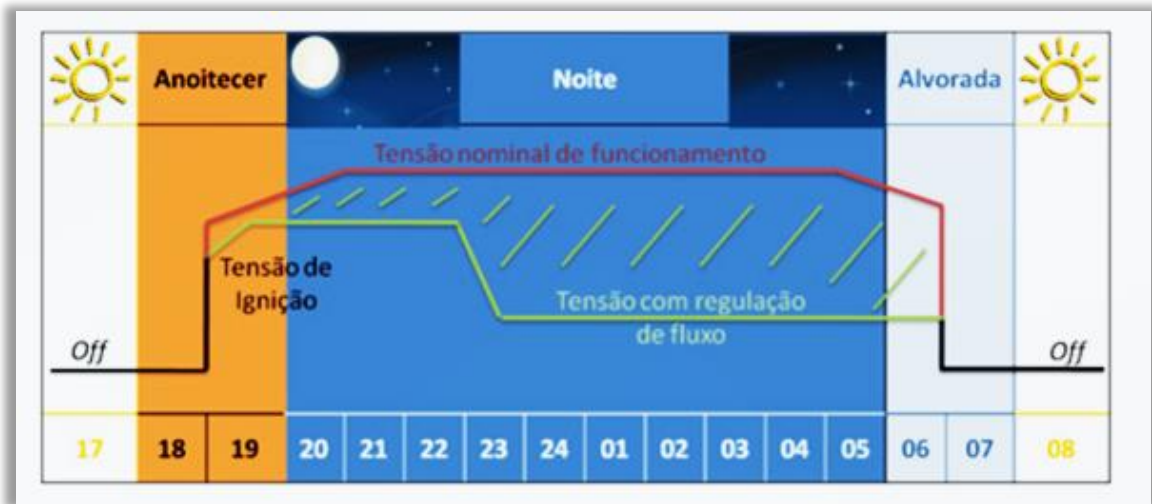 Anoitecer
Noite
Alvorada
Tensão nominal de funcionamento
Tensão de
Ignição
Tensão com regulação
de fluxo
Off
Off
17 18 19 20 21 22 23 24 01 02 03 04 05 06 07 08